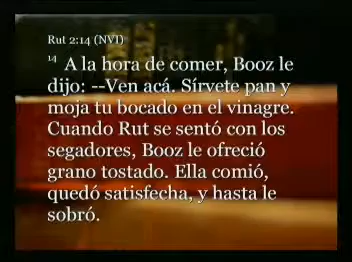 Rut 2:14 (NVI)
14 A la hora de comer, Booz le
dijo: --Ven acá. Sírvete pan y
moja tu bocado en el vinagre.
Cuando Rut se sentó con los
segadores, Booz le ofreció
grano tostado. Ella comió,
quedó satisfecha, y hasta le
sobró.